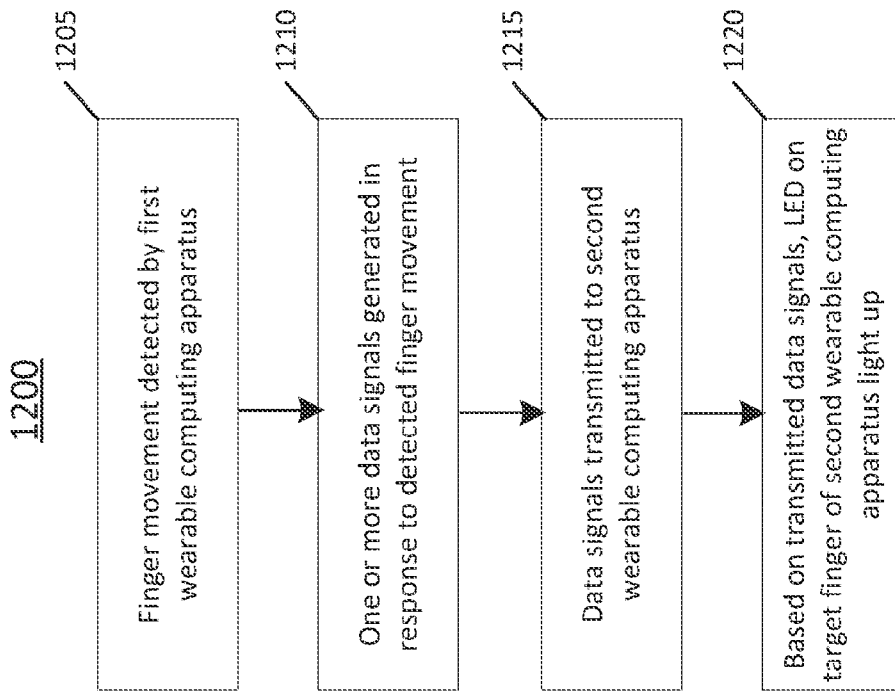 1200
Finger movement detected by first
wearable computing apparatus
1205
One or more data signals generated in
response to detected finger movement
1210
Data signals transmitted to second
wearable computing apparatus
1215
Based on transmitted data signals, LED on
target finger of second wearable computing
apparatus light up
1220